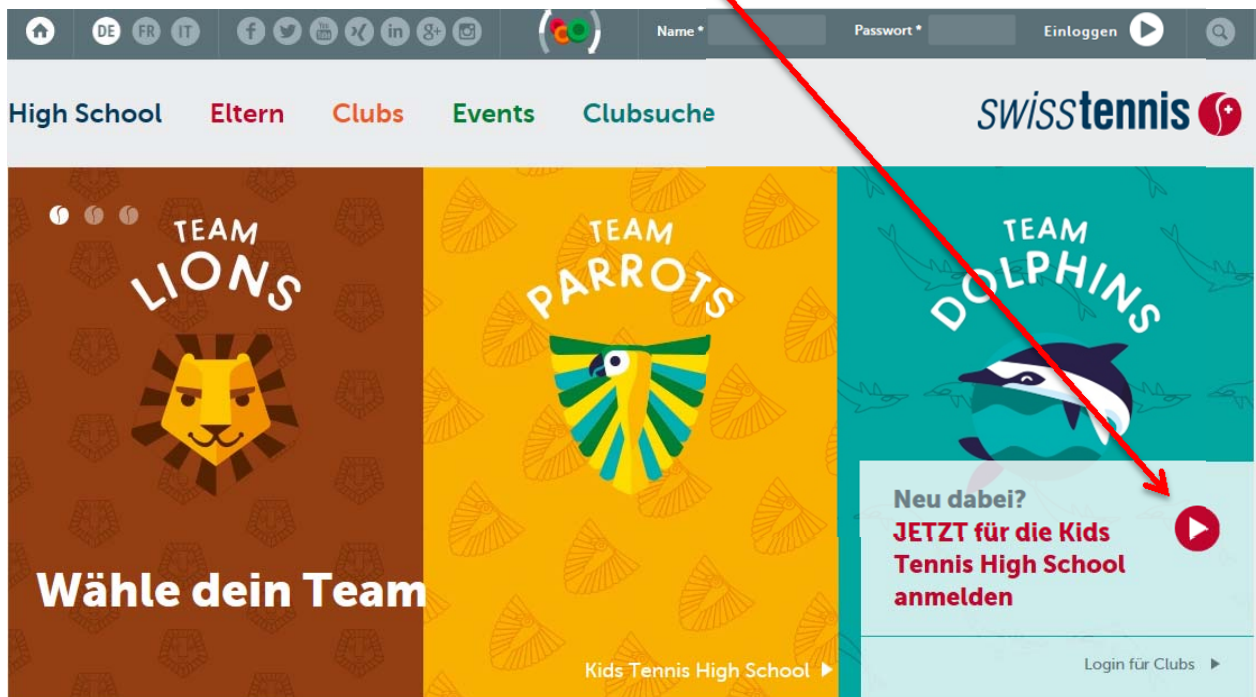 DE FR IT
Name *
Passwort *
Einloggen
High School
Eltern
Clubs
Events
Clubsuche
swisstennis
TEAM
LIONS
TEAM
PARROTS
TEAM
DOLPHINS
Wähle dein Team
Kids Tennis High School
Neu dabei?
JETZT für die Kids
Tennis High School
anmelden
Login für Clubs